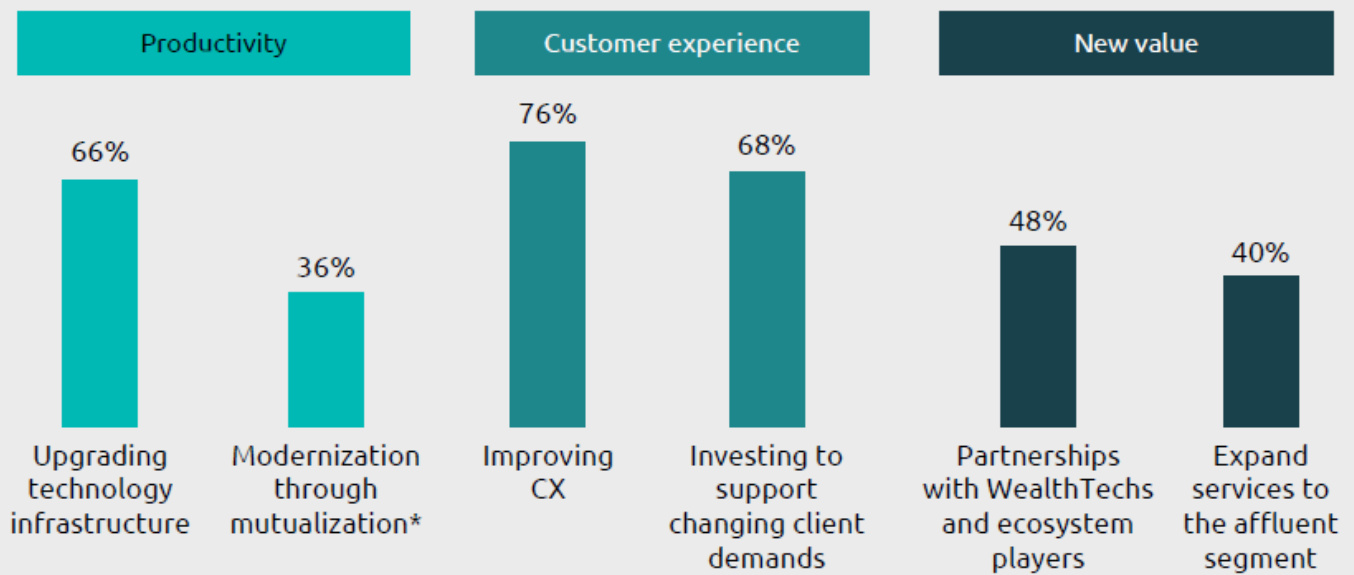 Productivity
Customer experience
New value
66%
36%
76%
68%
48%
40%
Upgrading
technology
infrastructure
Modernization
through
mutualization*
Improving
CX
Investing to
support
changing client
demands
Partnerships
with WealthTechs
and ecosystem
players
Expand
services to
the affluent
segment